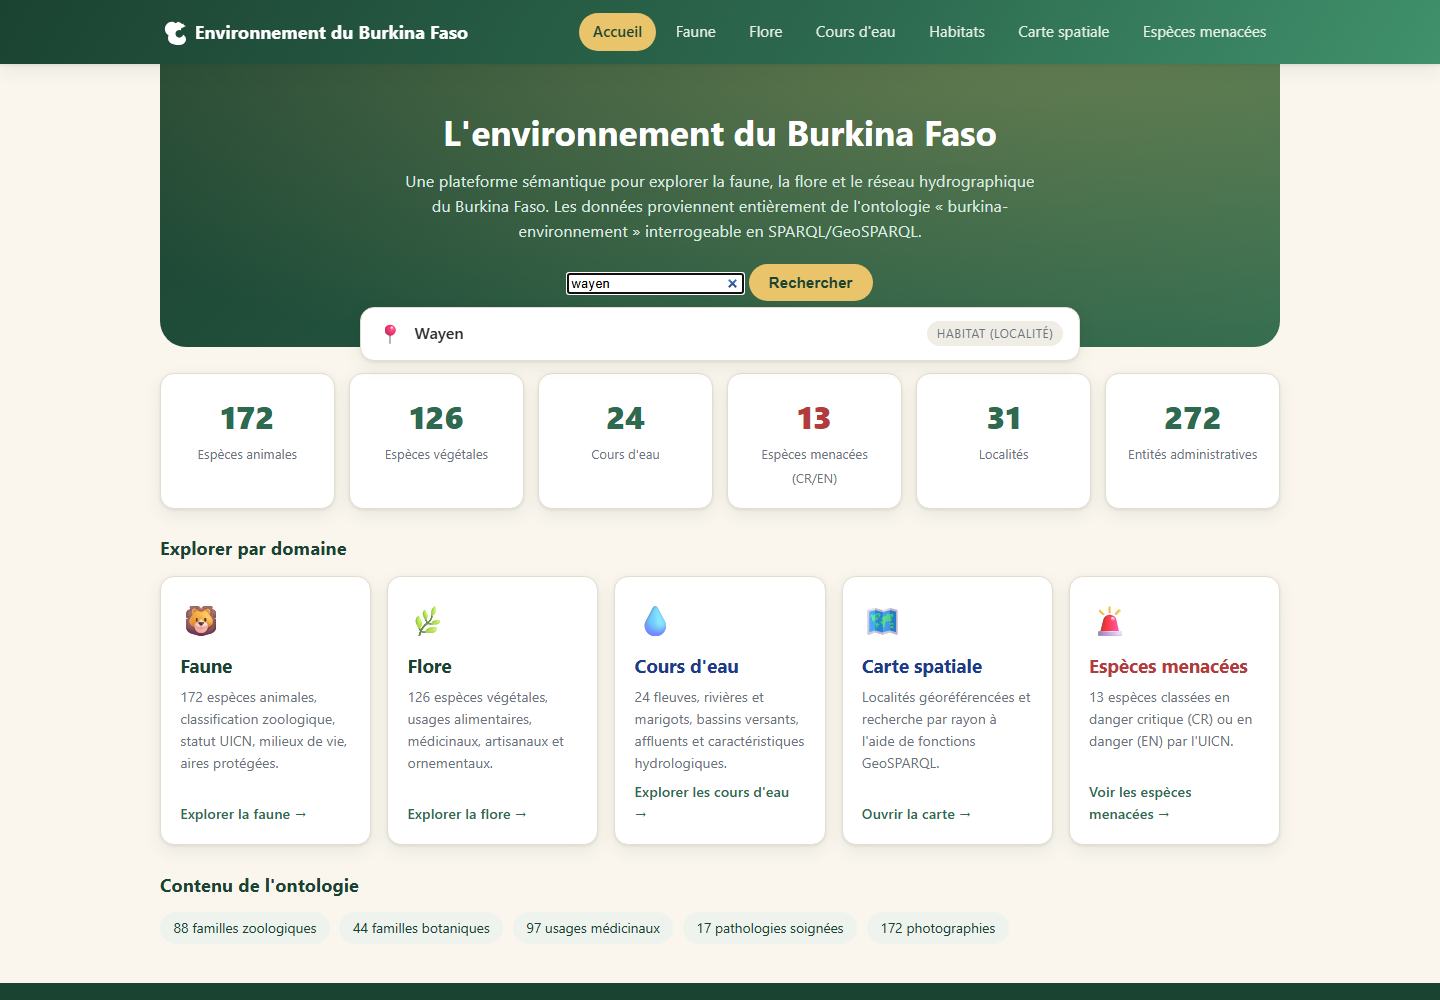 Environnement du Burkina Faso
Accueil
Faune
Flore
Cours d'eau
Habitats
Carte spatiale
Espèces menacées
L'environnement du Burkina Faso
Une plateforme sémantique pour explorer la faune, la flore et le réseau hydrographique
du Burkina Faso. Les données proviennent entièrement de l'ontologie « burkina-
environnement » interrogeable en SPARQL/GeoSPARQL.
wayen
Rechercher
Wayen
HABITAT (LOCALITÉ)
172
Espèces animales
126
Espèces végétales
24
Cours d'eau
13
Espèces menacées
(CR/EN)
31
Localités
272
Entités administratives
Explorer par domaine
Faune
172 espèces animales,
classification zoologique,
statut UICN, milieux de vie,
aires protégées.
Explorer la faune →
Flore
126 espèces végétales,
usages alimentaires,
médicinaux, artisanaux et
ornementaux.
Explorer la flore →
Cours d'eau
24 fleuves, rivières et
marigots, bassins versants,
affluents et caractéristiques
hydrologiques.
Explorer les cours d'eau
→
Carte spatiale
Localités géoréférencées et
recherche par rayon à
l'aide de fonctions
GeoSPARQL.
Ouvrir la carte →
Espèces menacées
13 espèces classées en
danger critique (CR) ou en
danger (EN) par l'UICN.
Voir les espèces
menacées →
Contenu de l'ontologie
88 familles zoologiques
44 familles botaniques
97 usages médicinaux
17 pathologies soignées
172 photographies